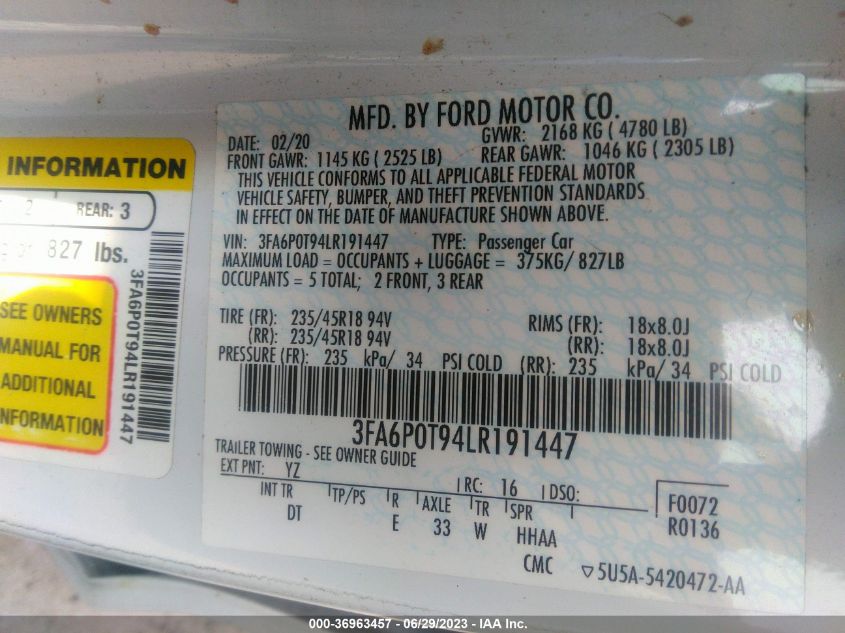 INFORMATION
2 REAR: 3
827 lbs.
SEE OWNERS
MANUAL FOR
ADDITIONAL
INFORMATION
3FA6P0T94LR191447
MFD. BY FORD MOTOR CO.
DATE: 02/20 GVWR: 2168 KG ( 4780 LB)
FRONT GAWR: 1145 KG ( 2525 LB) REAR GAWR: 1046 KG ( 2305 LB)
THIS VEHICLE CONFORMS TO ALL APPLICABLE FEDERAL MOTOR
VEHICLE SAFETY, BUMPER, AND THEFT PREVENTION STANDARDS
IN EFFECT ON THE DATE OF MANUFACTURE SHOWN ABOVE.
VIN: 3FA6P0T94LR191447 TYPE: Passenger Car
MAXIMUM LOAD = OCCUPANTS + LUGGAGE = 375KG/ 827LB
OCCUPANTS = 5 TOTAL; 2 FRONT, 3 REAR
TIRE (FR): 235/45R18 94V RIMS (FR): 18x8.0J
(RR): 235/45R18 94V (RR): 18x8.0J
PRESSURE (FR): 235 kPa/ 34 PSI COLD (RR): 235 kPa/ 34 PSI COLD
3FA6P0T94LR191447
TRAILER TOWING - SEE OWNER GUIDE
EXT PNT: YZ RC: 16 DSO:
INT TR TP/PS R AXLE TR SPR
DT E 33 W HHAA
F0072
R0136
CMC ▽5U5A-5420472-AA
000-36963457 - 06/29/2023 - IAA Inc.